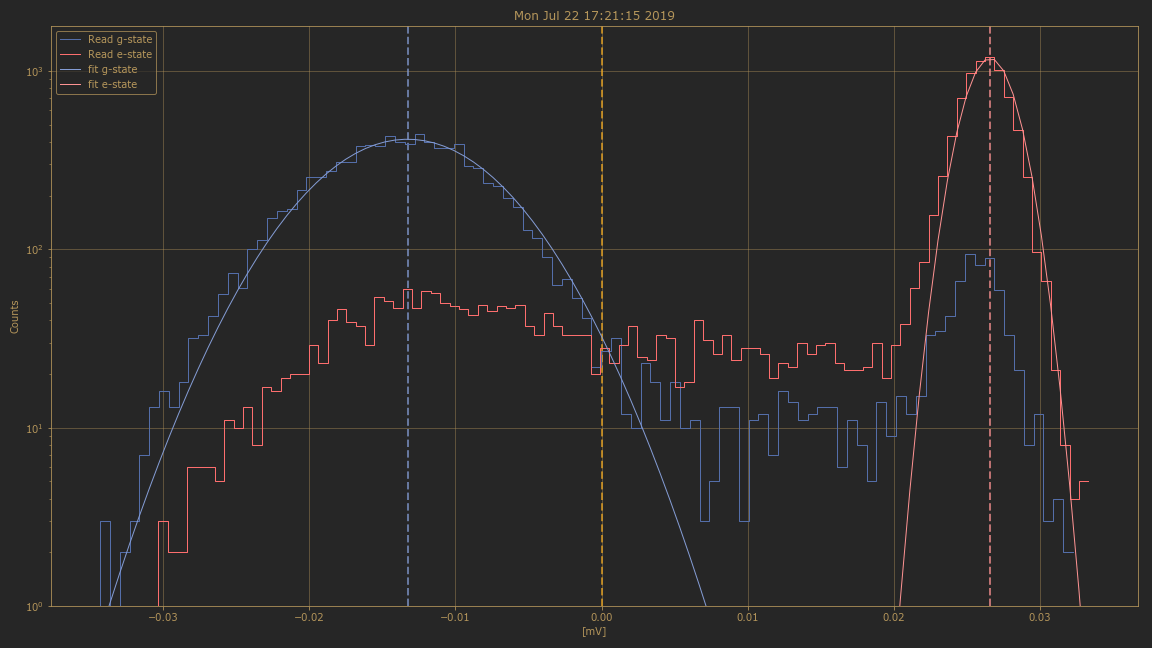 Mon Jul 22 17:21:15 2019
Read g-state
Read e-state
fit g-state
fit e-state
Counts
10³
10²
10¹
10⁰
−0.03 −0.02 −0.01 0.00 0.01 0.02 0.03
[mV]